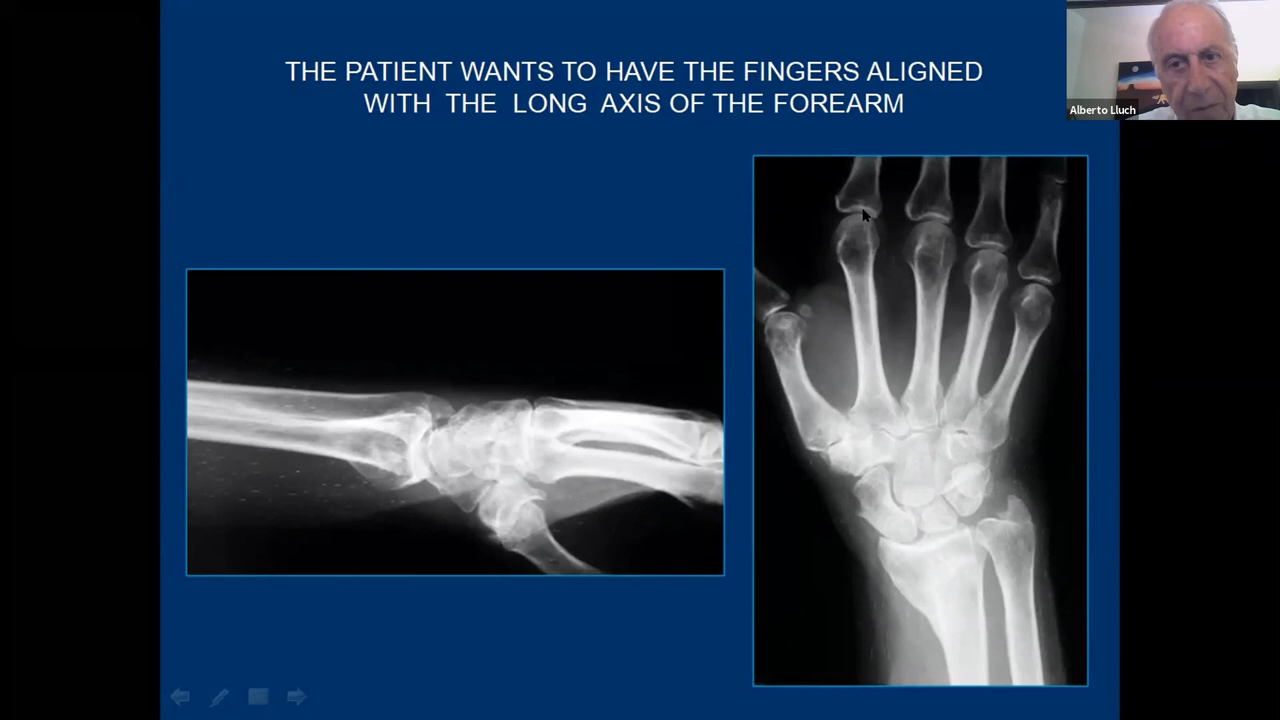 THE PATIENT WANTS TO HAVE THE FINGERS ALIGNED
WITH THE LONG AXIS OF THE FOREARM
Alberto Lluch